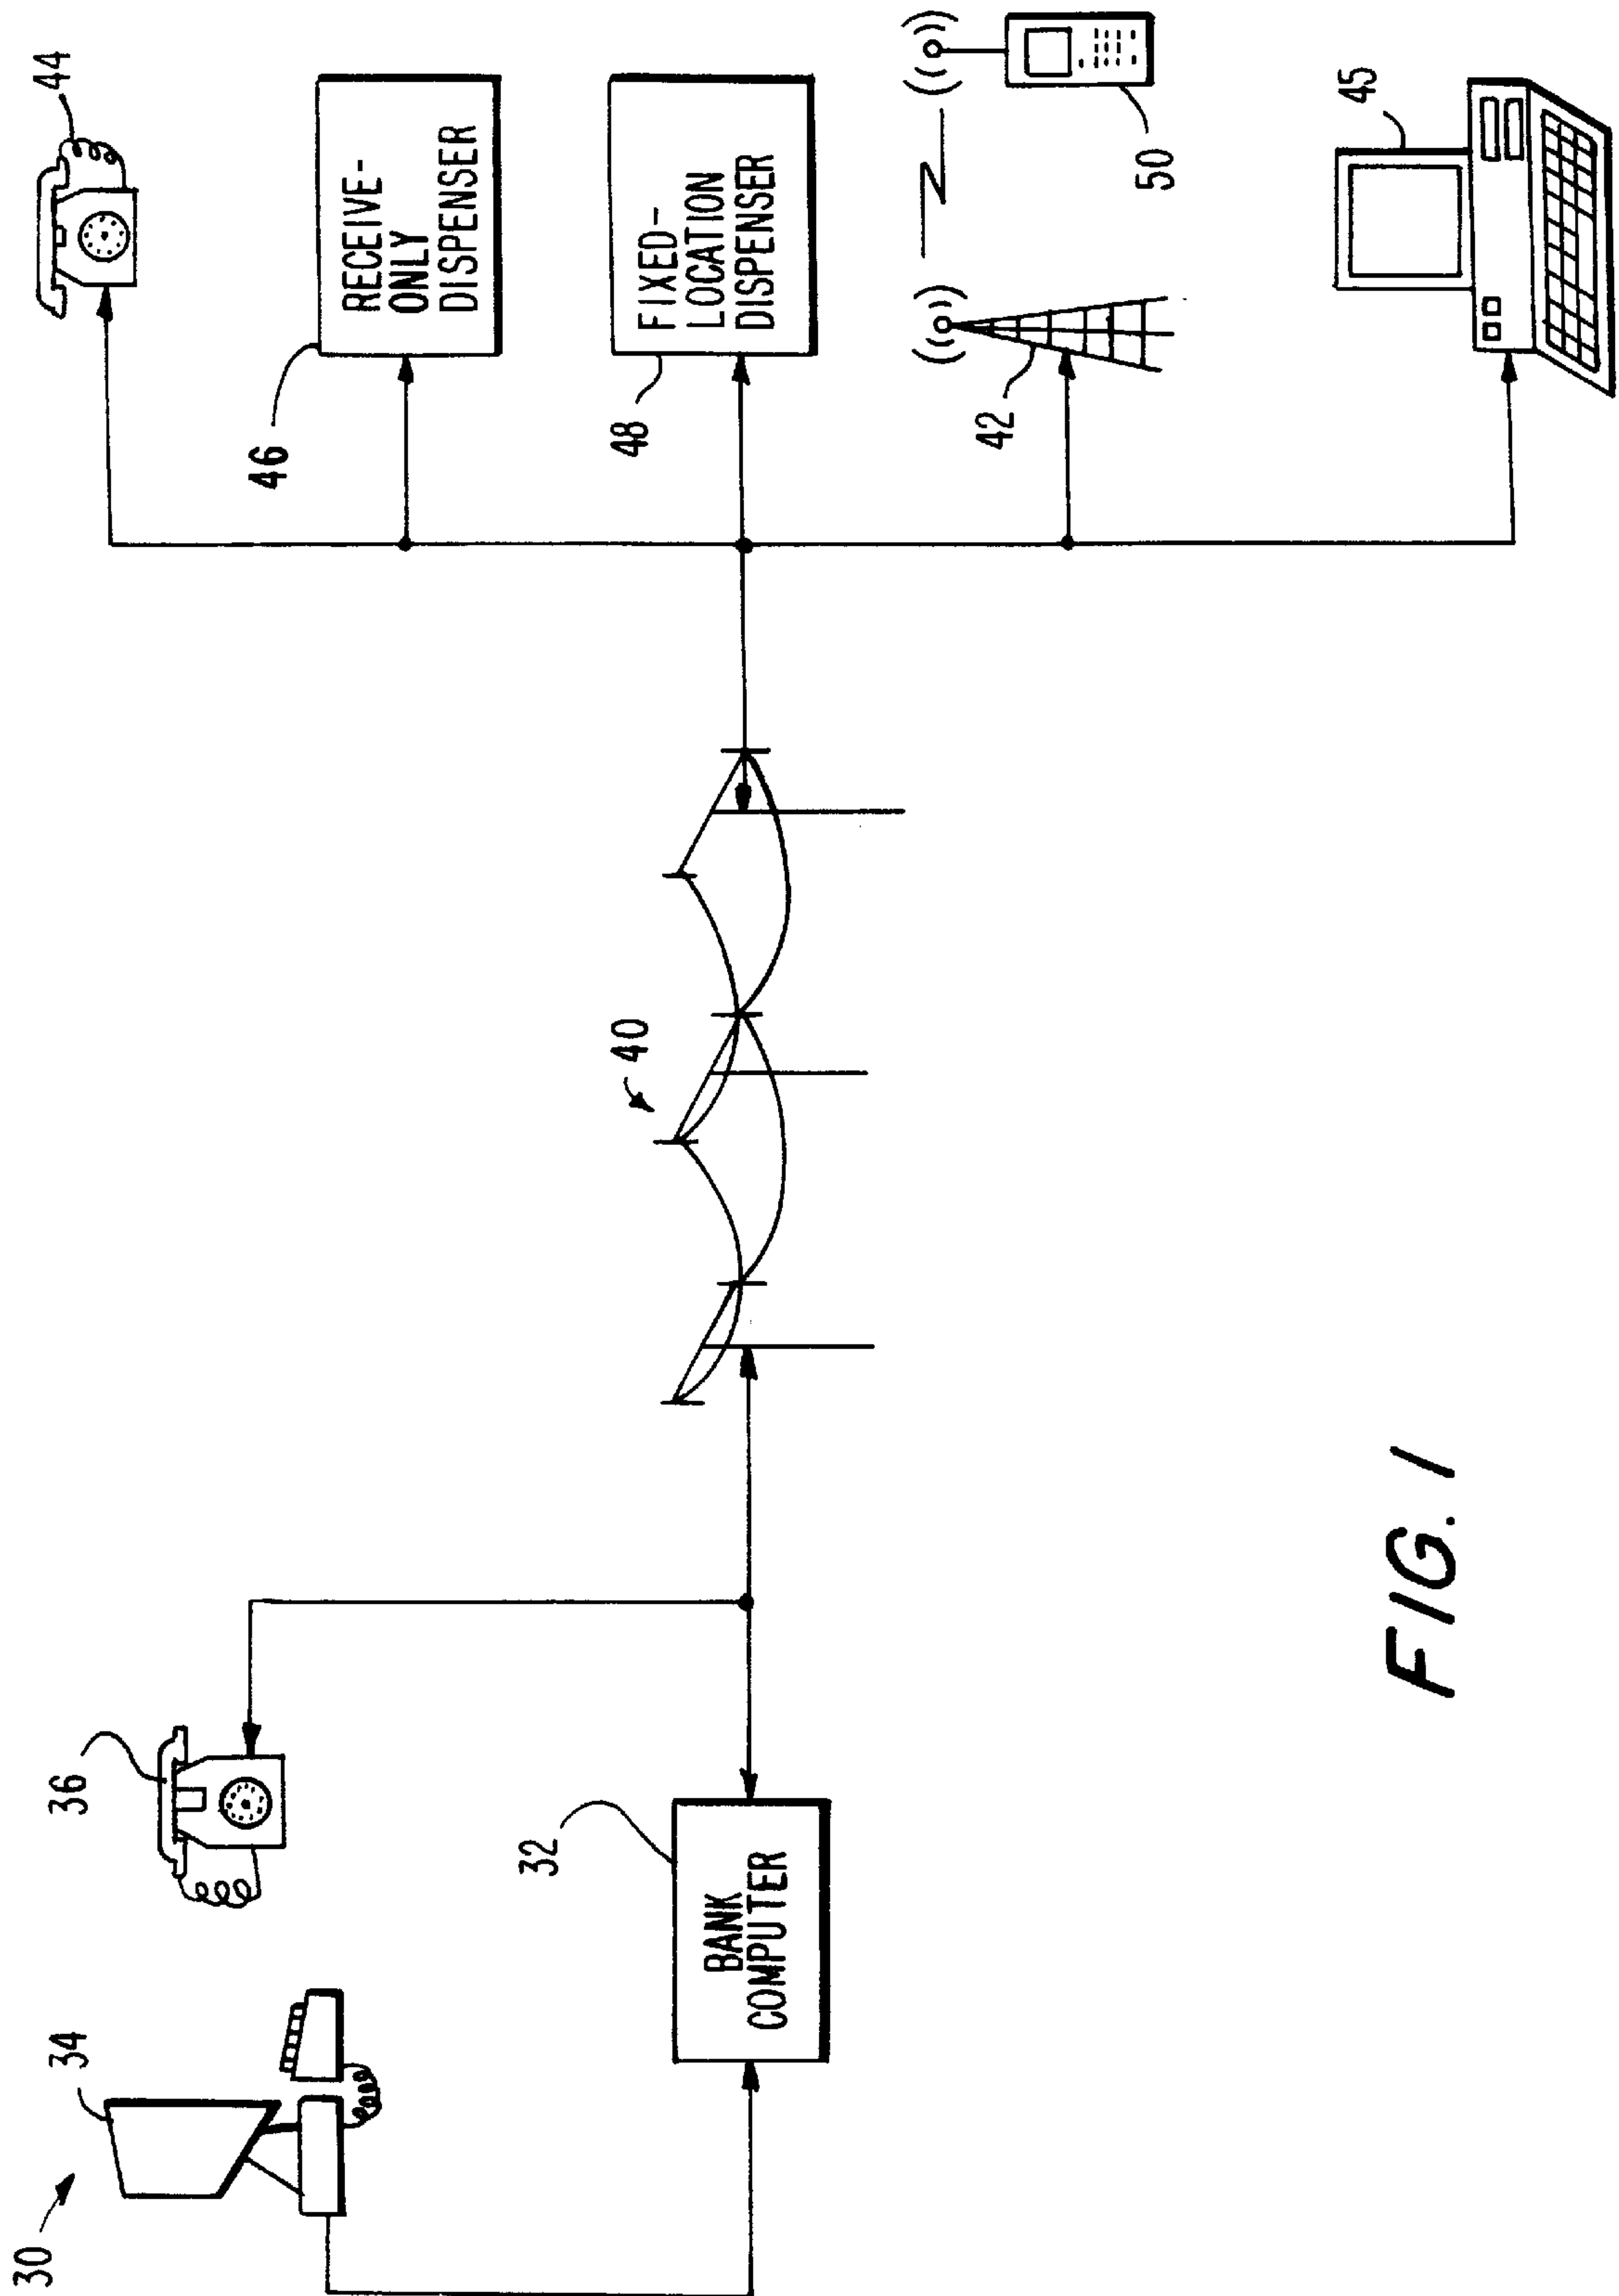 30
34
36
32
BANK
COMPUTER
40
44
46
RECEIVE-
ONLY
DISPENSER
48
FIXED-
LOCATION
DISPENSER
42
50
45
FIG. 1